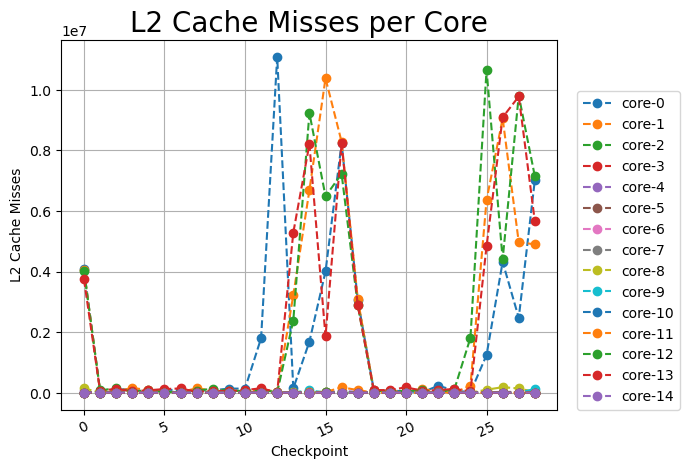 L2 Cache Misses per Core
1e7
1.0
0.8
0.6
0.4
0.2
0.0
L2 Cache Misses
0
5
10
15
20
25
Checkpoint
core-0
core-1
core-2
core-3
core-4
core-5
core-6
core-7
core-8
core-9
core-10
core-11
core-12
core-13
core-14